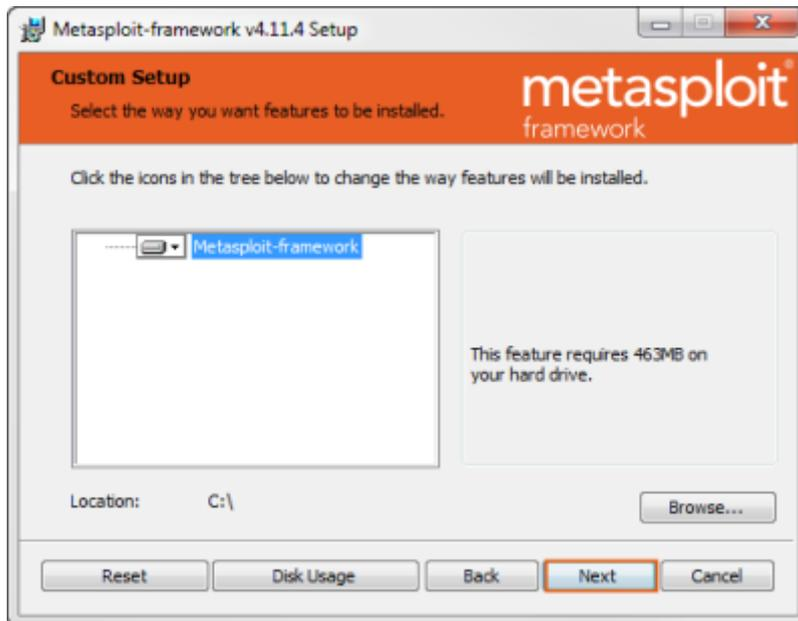 Metasploit-framework v4.11.4 Setup
Custom Setup
Select the way you want features to be installed.
metasploit®
framework
Click the icons in the tree below to change the way features will be installed.
Metasploit-framework
This feature requires 463MB on
your hard drive.
Location: C:\
Browse...
Reset Disk Usage Back Next Cancel